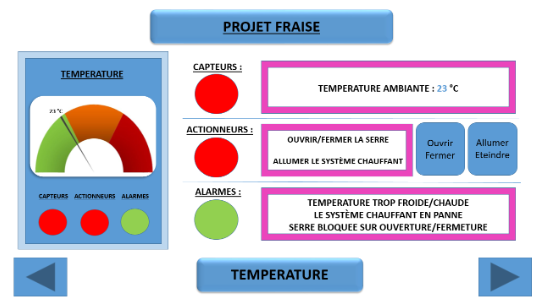 PROJET FRAISE
TEMPERATURE
23 °C
CAPTEURS ACTIONNEURS ALARMES
CAPTEURS :
TEMPERATURE AMBIANTE : 23 °C
ACTIONNEURS :
OUVRIR/FERMER LA SERRE
ALLUMER LE SYSTÈME CHAUFFANT
Ouvrir
Fermer
Allumer
Eteindre
ALARMES :
TEMPERATURE TROP FROIDE/CHAUDE
LE SYSTÈME CHAUFFANT EN PANNE
SERRE BLOQUEE SUR OUVERTURE/FERMETURE
TEMPERATURE